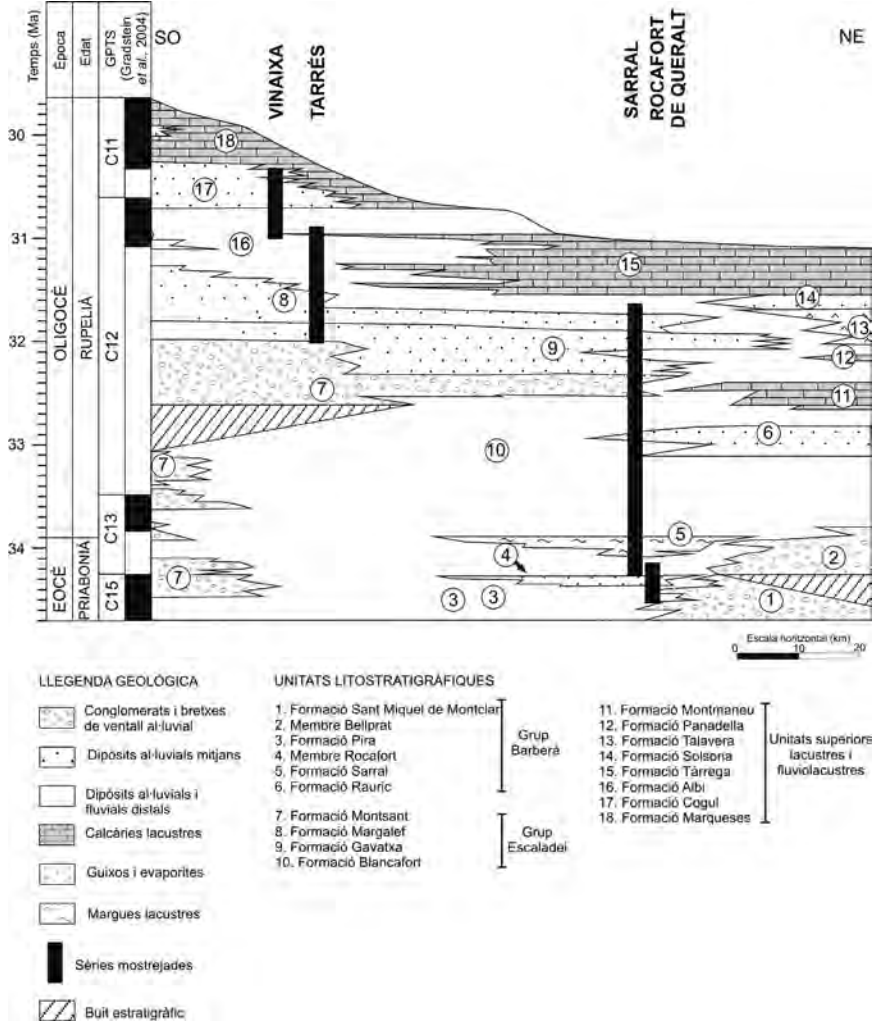 Temps (Ma)
Època
Edat
GPTS
(Gradstein
et al., 2004)
SO
NE
VINAIXA
TARRÉS
SARRAL
ROCAFORT
DE QUERALT
30
31
32
33
34
OLIGOCÈ
EOCÈ
RUPELIÀ
PRIABONIÀ
C11
C12
C13
C15
18
17
16
15
14
8
13
9
12
7
11
6
10
7
5
4
2
7
3
3
1
Escala horitzontal (km)
0
10
20
LLEGENDA GEOLÒGICA
Conglomerats i bretxes
de ventall al·luvial
Dipòsits al·luvials mitjans
Dipòsits al·luvials i
fluvials distals
Calcàries lacustres
Guixos i evaporites
Margues lacustres
Sèries mostrejades
Buit estratigràfic
UNITATS LITOSTRATIGRÀFIQUES
1. Formació Sant Miquel de Montclar
2. Membre Bellprat
3. Formació Pira
4. Membre Rocafort
5. Formació Sarral
6. Formació Rauric
Grup
Barberà
7. Formació Montsant
8. Formació Margalef
9. Formació Gavatxa
10. Formació Blancafort
Grup
Escaladei
11. Formació Montmaneu
12. Formació Panadella
13. Formació Talavera
14. Formació Solsona
15. Formació Tàrrega
16. Formació Albi
17. Formació Cogul
18. Formació Marqueses
Unitats superiors
lacustres i
fluviolacustres